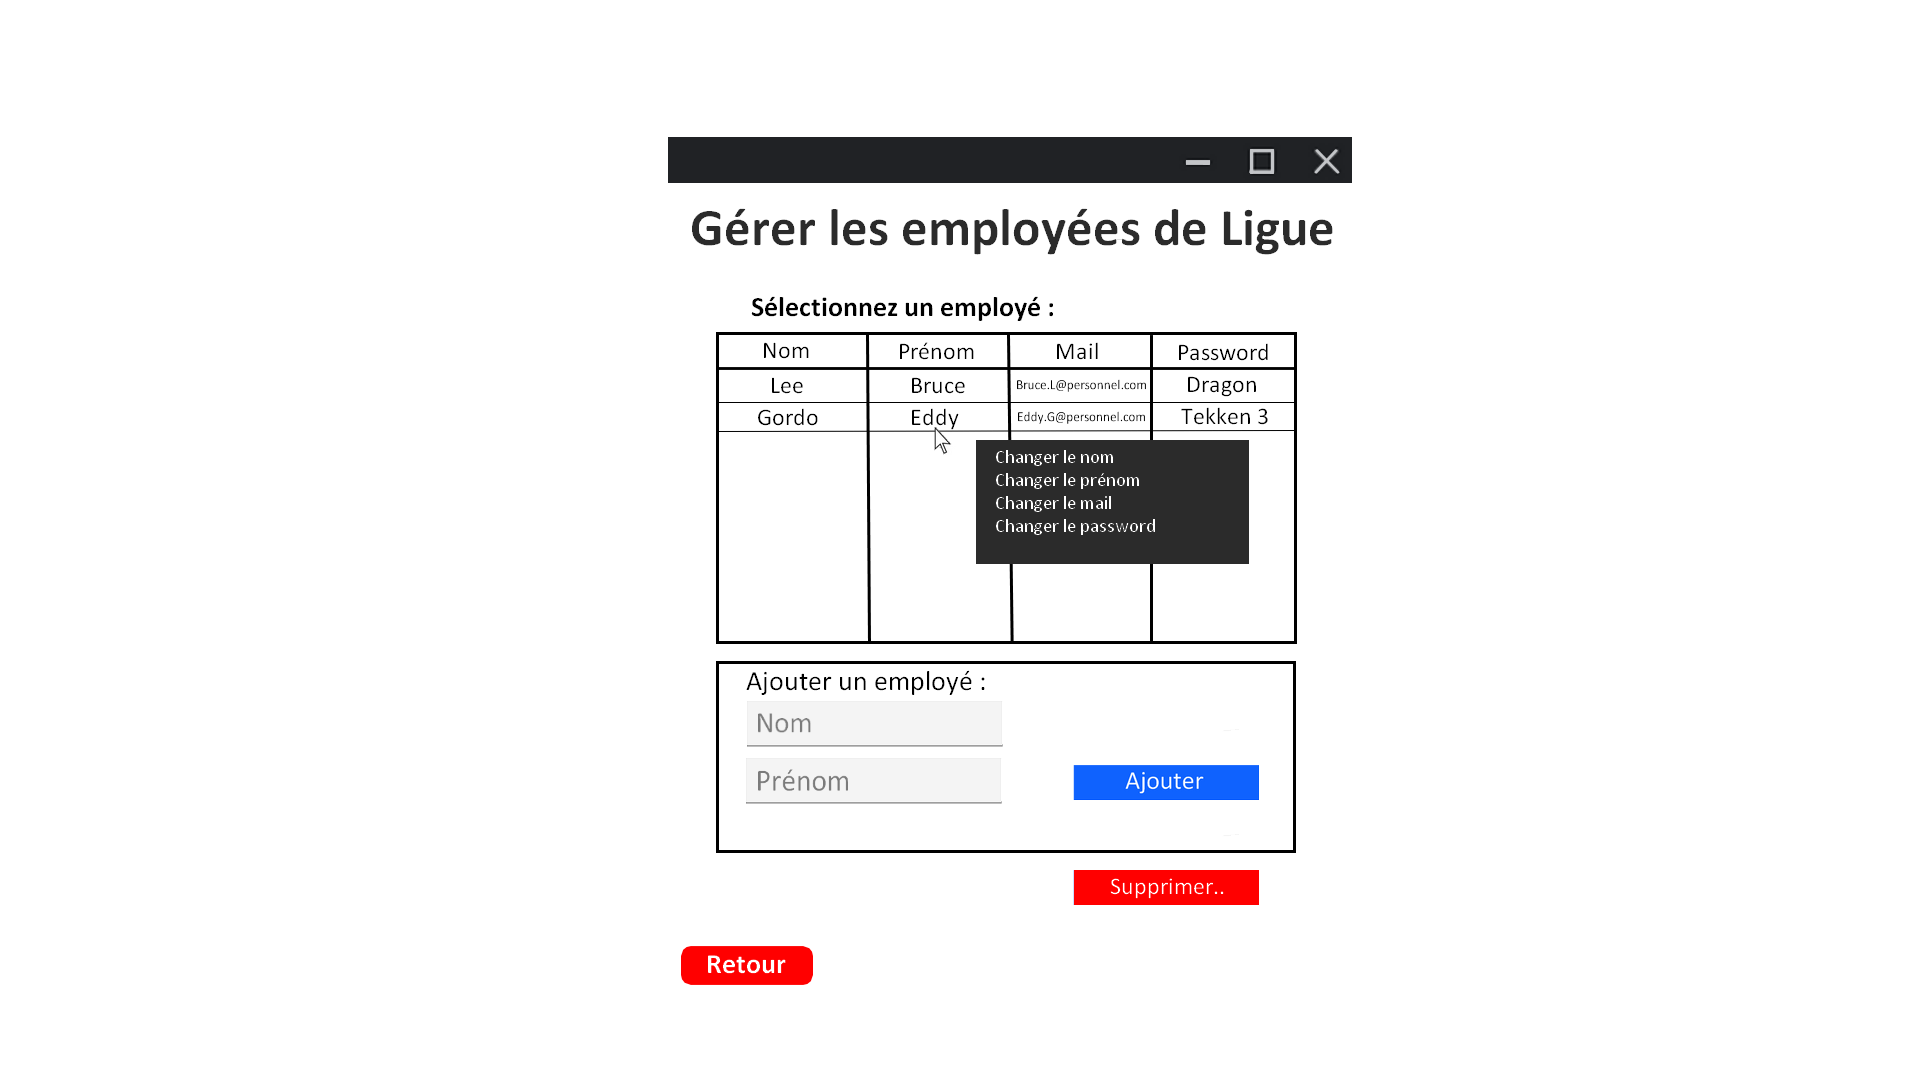 Gérer les employées de Ligue
Sélectionnez un employé :
Nom Prénom Mail Password
Lee Bruce Bruce.L@personnel.com Dragon
Gordo Eddy Eddy.G@personnel.com Tekken 3
Changer le nom
Changer le prénom
Changer le mail
Changer le password
Ajouter un employé :
Nom
Prénom
Ajouter
Supprimer..
Retour